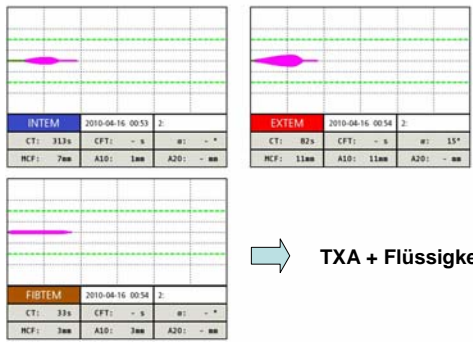 INTEM 2010-04-16 00:53 2:
CT: 313s CFT: - s α: - °
MCF: 7mm A10: 1mm A20: - mm
EXTEM 2010-04-16 00:54 2:
CT: 82s CFT: - s α: 15°
MCF: 11mm A10: 11mm A20: - mm
FIBTEM 2010-04-16 00:54 2:
CT: 33s CFT: - s α: - °
MCF: 3mm A10: 3mm A20: - mm
TXA + Flüssigke